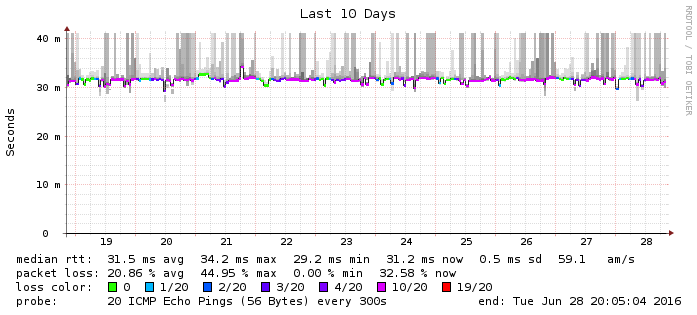 Last 10 Days
RRDTOOL / TOBI OETIKER
Seconds
40 m
30 m
20 m
10 m
0
19 20 21 22 23 24 25 26 27 28
median rtt: 31.5 ms avg 34.2 ms max 29.2 ms min 31.2 ms now 0.5 ms sd 59.1 am/s
packet loss: 20.86 % avg 44.95 % max 0.00 % min 32.58 % now
loss color: 0 1/20 2/20 3/20 4/20 10/20 19/20
probe: 20 ICMP Echo Pings (56 Bytes) every 300s end: Tue Jun 28 20:05:04 2016